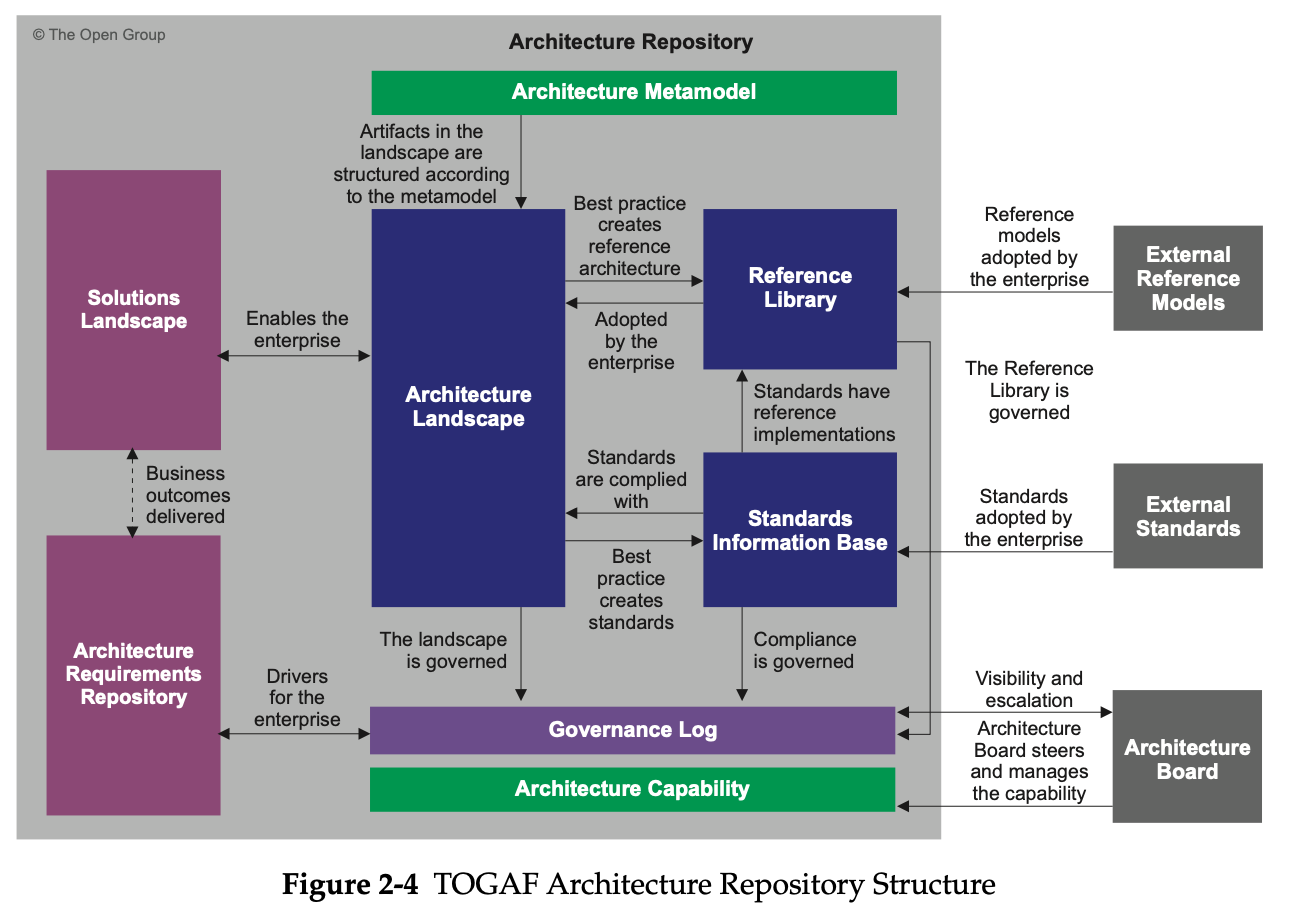 © The Open Group
Architecture Repository
Architecture Metamodel
Artifacts in the
landscape are
structured according
to the metamodel
Solutions
Landscape
Enables the
enterprise
Architecture
Landscape
Best practice
creates
reference
architecture
Adopted
by the
enterprise
Reference
Library
Reference
models
adopted by
the enterprise
External
Reference
Models
The Reference
Library is
governed
Standards have
reference
implementations
Standards
are complied
with
Best
practice
creates
standards
Standards
Information Base
Standards
adopted by
the enterprise
External
Standards
Business
outcomes
delivered
Architecture
Requirements
Repository
Drivers
for the
enterprise
The landscape
is governed
Compliance
is governed
Governance Log
Architecture Capability
Visibility and
escalation
Architecture
Board steers
and manages
the capability
Architecture
Board
Figure 2-4 TOGAF Architecture Repository Structure